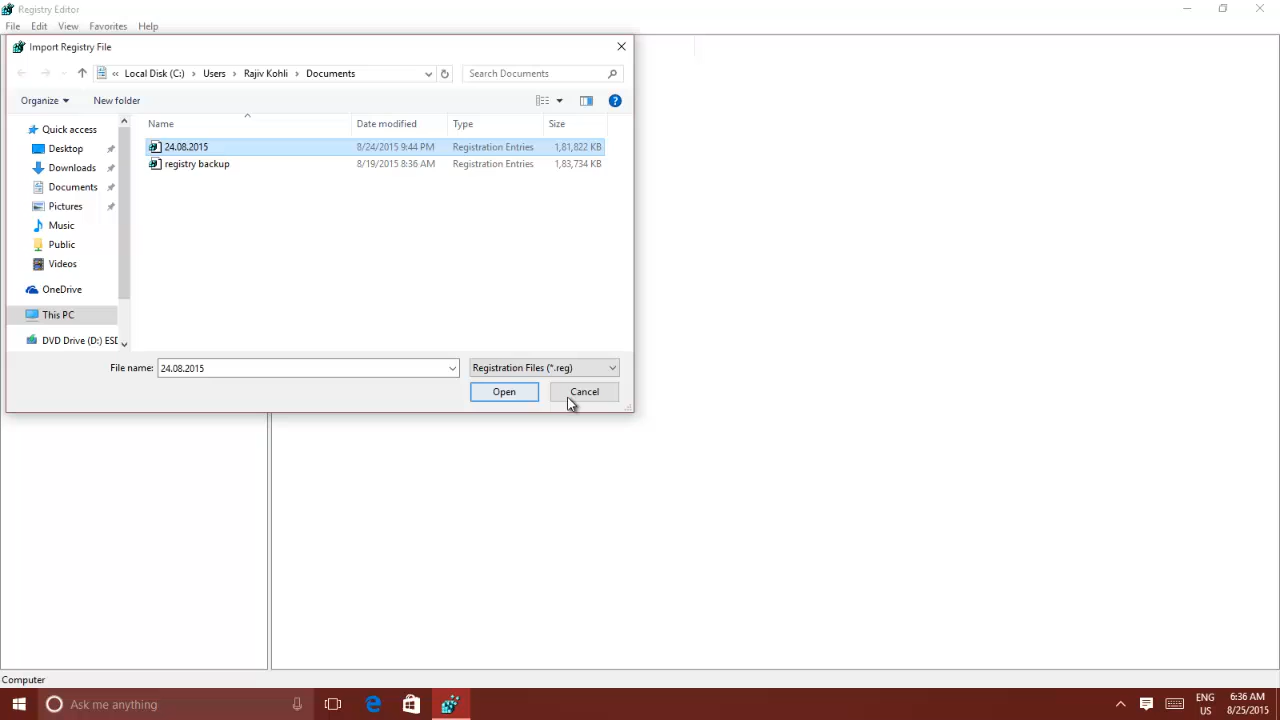 Registry Editor
File Edit View Favorites Help
Import Registry File
« Local Disk (C:) › Users › Rajiv Kohli › Documents
Search Documents
Organize New folder
Name Date modified Type Size
24.08.2015 8/24/2015 9:44 PM Registration Entries 1,81,822 KB
registry backup 8/19/2015 8:36 AM Registration Entries 1,83,734 KB
Quick access
Desktop
Downloads
Documents
Pictures
Music
Public
Videos
OneDrive
This PC
DVD Drive (D:) ESD
File name: 24.08.2015 Registration Files (*.reg)
Open Cancel
Computer
Ask me anything
ENG
US
6:36 AM
8/25/2015